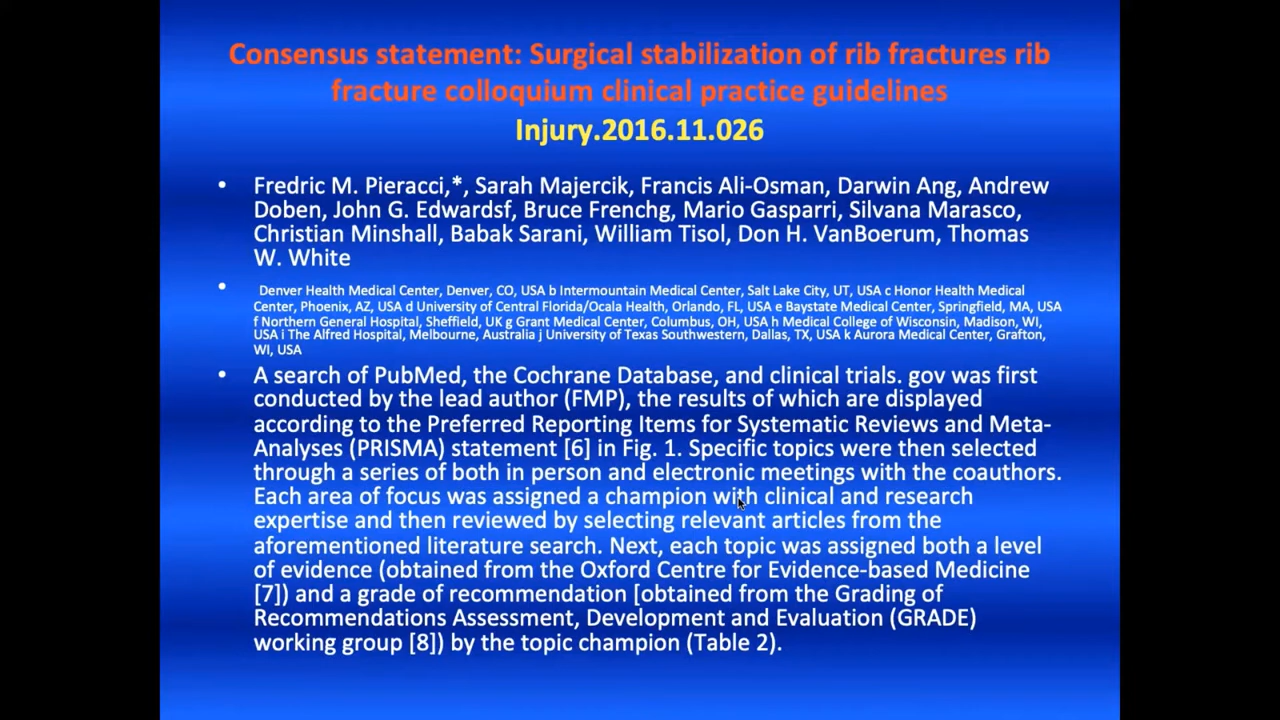 Consensus statement: Surgical stabilization of rib fractures rib
fracture colloquium clinical practice guidelines
Injury.2016.11.026
• Fredric M. Pieracci,*, Sarah Majercik, Francis Ali-Osman, Darwin Ang, Andrew
Doben, John G. Edwardsf, Bruce Frenchg, Mario Gasparri, Silvana Marasco,
Christian Minshall, Babak Sarani, William Tisol, Don H. VanBoerum, Thomas
W. White
• Denver Health Medical Center, Denver, CO, USA b Intermountain Medical Center, Salt Lake City, UT, USA c Honor Health Medical
Center, Phoenix, AZ, USA d University of Central Florida/Ocala Health, Orlando, FL, USA e Baystate Medical Center, Springfield, MA, USA
f Northern General Hospital, Sheffield, UK g Grant Medical Center, Columbus, OH, USA h Medical College of Wisconsin, Madison, WI,
USA i The Alfred Hospital, Melbourne, Australia j University of Texas Southwestern, Dallas, TX, USA k Aurora Medical Center, Grafton,
WI, USA
• A search of PubMed, the Cochrane Database, and clinical trials. gov was first
conducted by the lead author (FMP), the results of which are displayed
according to the Preferred Reporting Items for Systematic Reviews and Meta-
Analyses (PRISMA) statement [6] in Fig. 1. Specific topics were then selected
through a series of both in person and electronic meetings with the coauthors.
Each area of focus was assigned a champion with clinical and research
expertise and then reviewed by selecting relevant articles from the
aforementioned literature search. Next, each topic was assigned both a level
of evidence (obtained from the Oxford Centre for Evidence-based Medicine
[7]) and a grade of recommendation [obtained from the Grading of
Recommendations Assessment, Development and Evaluation (GRADE)
working group [8]) by the topic champion (Table 2).